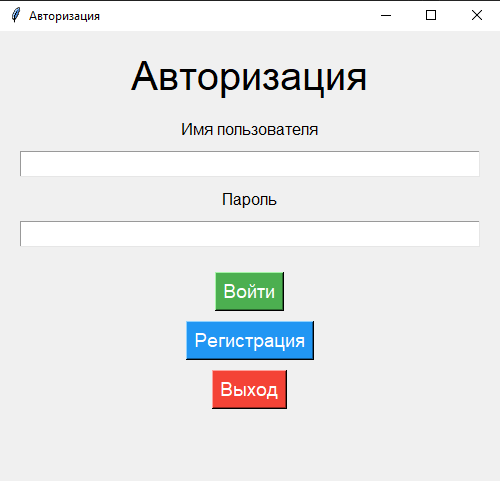 Авторизация
Авторизация
Имя пользователя
Пароль
Войти
Регистрация
Выход